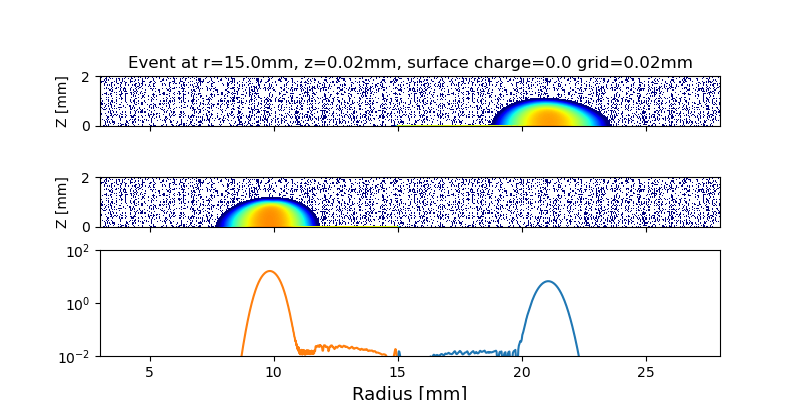 Event at r=15.0mm, z=0.02mm, surface charge=0.0 grid=0.02mm
2
Z [mm]
0
2
Z [mm]
0
10²
10⁰
10⁻²
5 10 15 20 25
Radius [mm]